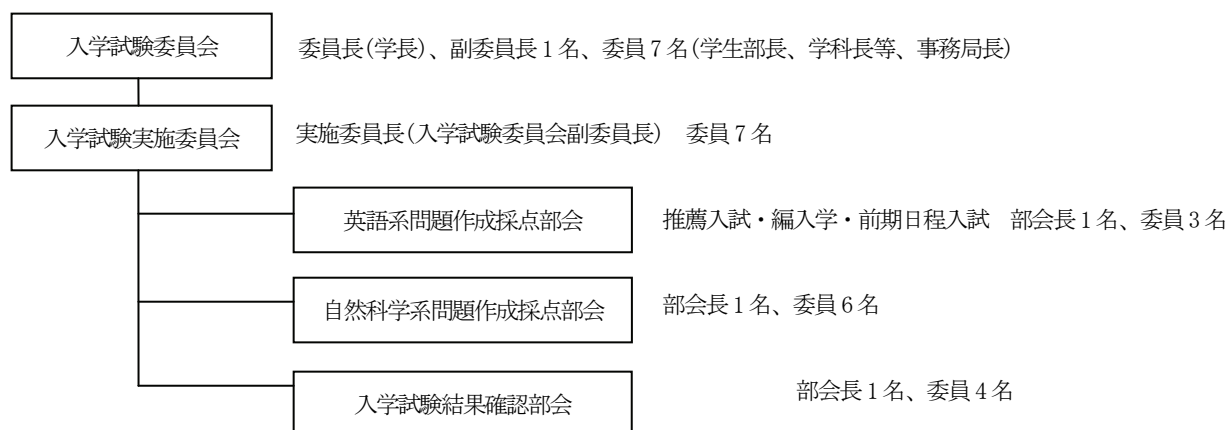 入学試験委員会
委員長(学長)、副委員長1名、委員7名(学生部長、学科長等、事務局長)
入学試験実施委員会
実施委員長(入学試験委員会副委員長)　委員7名
英語系問題作成採点部会
推薦入試・編入学・前期日程入試　部会長1名、委員3名
自然科学系問題作成採点部会
部会長1名、委員6名
入学試験結果確認部会
部会長1名、委員4名